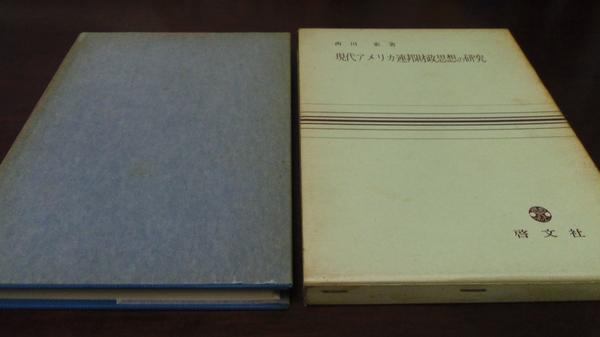 西田 宏 著
現代アメリカ連邦財政思想の研究
啓文社